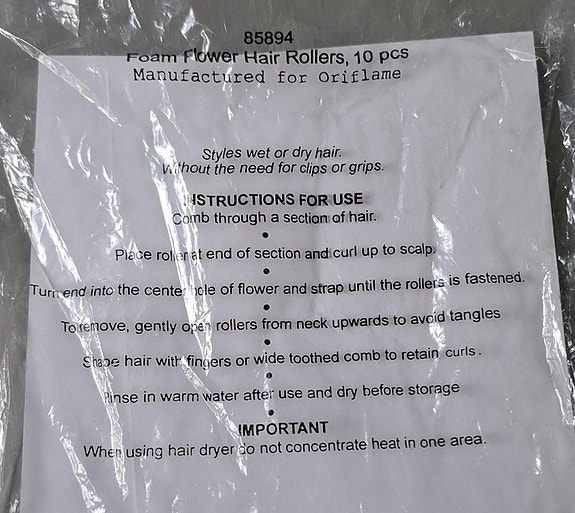 85894
Foam Flower Hair Rollers, 10 pcs
Manufactured for Oriflame
Styles wet or dry hair.
Without the need for clips or grips.
INSTRUCTIONS FOR USE
Comb through a section of hair.
•
Place roller at end of section and curl up to scalp.
•
Turn end into the center hole of flower and strap until the rollers is fastened.
•
To remove, gently open rollers from neck upwards to avoid tangles
•
Shape hair with fingers or wide toothed comb to retain curls.
•
Rinse in warm water after use and dry before storage
•
IMPORTANT
When using hair dryer do not concentrate heat in one area.